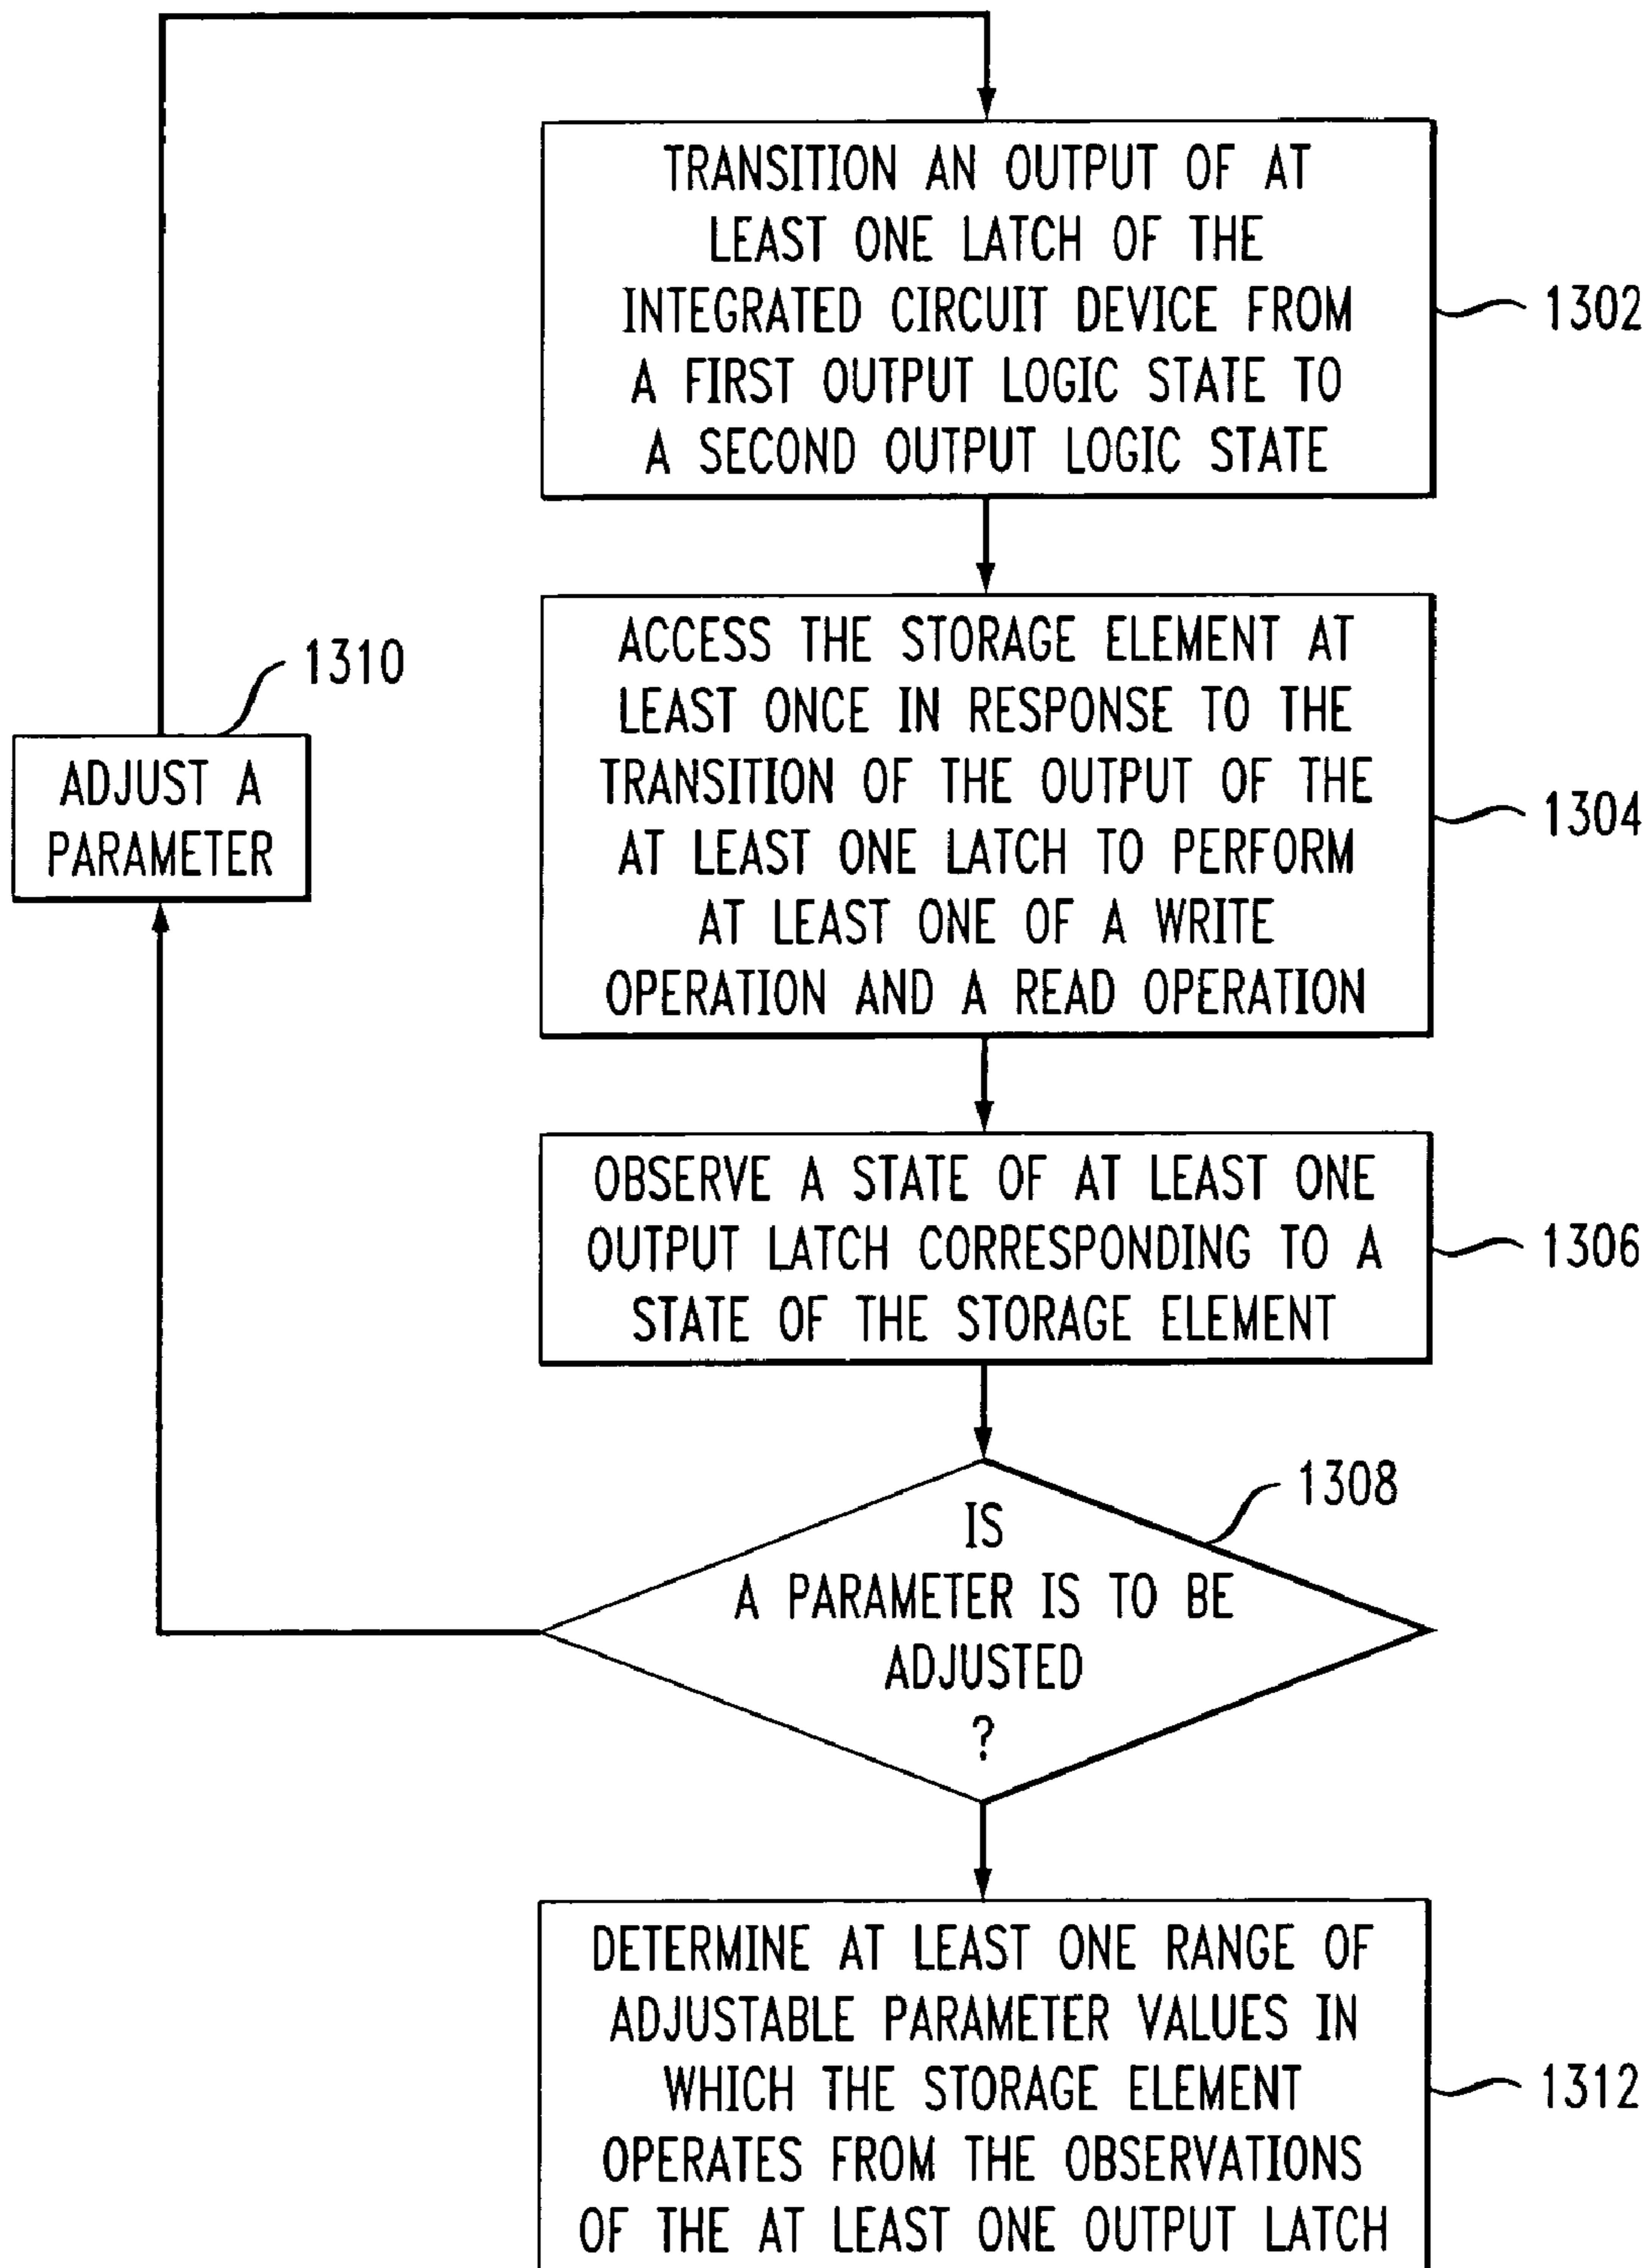 TRANSITION AN OUTPUT OF AT
LEAST ONE LATCH OF THE
INTEGRATED CIRCUIT DEVICE FROM
A FIRST OUTPUT LOGIC STATE TO
A SECOND OUTPUT LOGIC STATE
1302
ACCESS THE STORAGE ELEMENT AT
LEAST ONCE IN RESPONSE TO THE
TRANSITION OF THE OUTPUT OF THE
AT LEAST ONE LATCH TO PERFORM
AT LEAST ONE OF A WRITE
OPERATION AND A READ OPERATION
1304
1310
ADJUST A
PARAMETER
OBSERVE A STATE OF AT LEAST ONE
OUTPUT LATCH CORRESPONDING TO A
STATE OF THE STORAGE ELEMENT
1306
1308
IS
A PARAMETER IS TO BE
ADJUSTED
?
DETERMINE AT LEAST ONE RANGE OF
ADJUSTABLE PARAMETER VALUES IN
WHICH THE STORAGE ELEMENT
OPERATES FROM THE OBSERVATIONS
OF THE AT LEAST ONE OUTPUT LATCH
1312